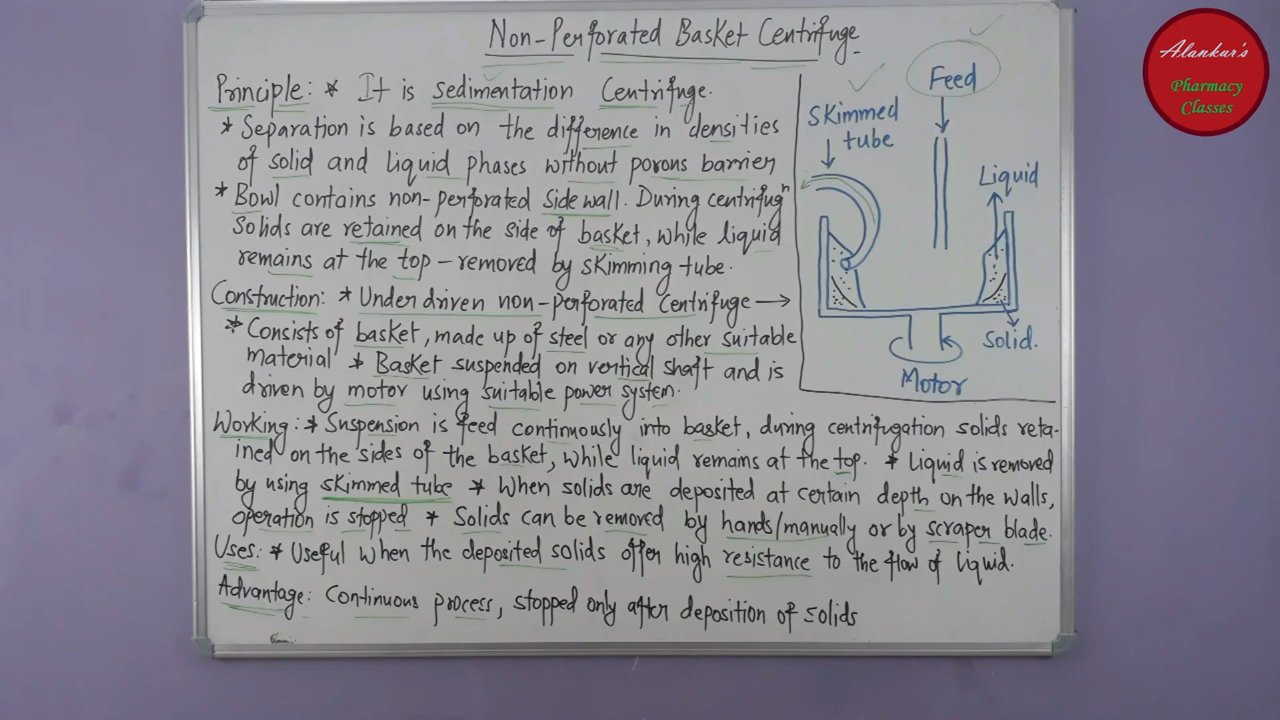 Non-Perforated Basket Centrifuge
Principle: * It is sedimentation Centrifuge.
* Separation is based on the difference in densities
of solid and liquid phases without porous barrier
* Bowl contains non-perforated side wall. During centrifugⁿ
Solids are retained on the side of basket, while liquid
remains at the top - removed by skimming tube.
Construction: * Under driven non-perforated Centrifuge →
* Consists of basket, made up of steel or any other suitable
material * Basket suspended on vertical shaft and is
driven by motor using suitable power system.
Working: * Suspension is feed continuously into basket, during centrifugation solids reta-
ined on the sides of the basket, while liquid remains at the top. * Liquid is removed
by using skimmed tube * When solids are deposited at certain depth on the walls,
operation is stopped * Solids can be removed by hands/manually or by scraper blade.
Uses: * Useful when the deposited solids offer high resistance to the flow of liquid.
Advantage: Continuous process, stopped only after deposition of solids
Feed
Skimmed
tube
Liquid
Solid.
Motor
Alankar's
Pharmacy
Classes